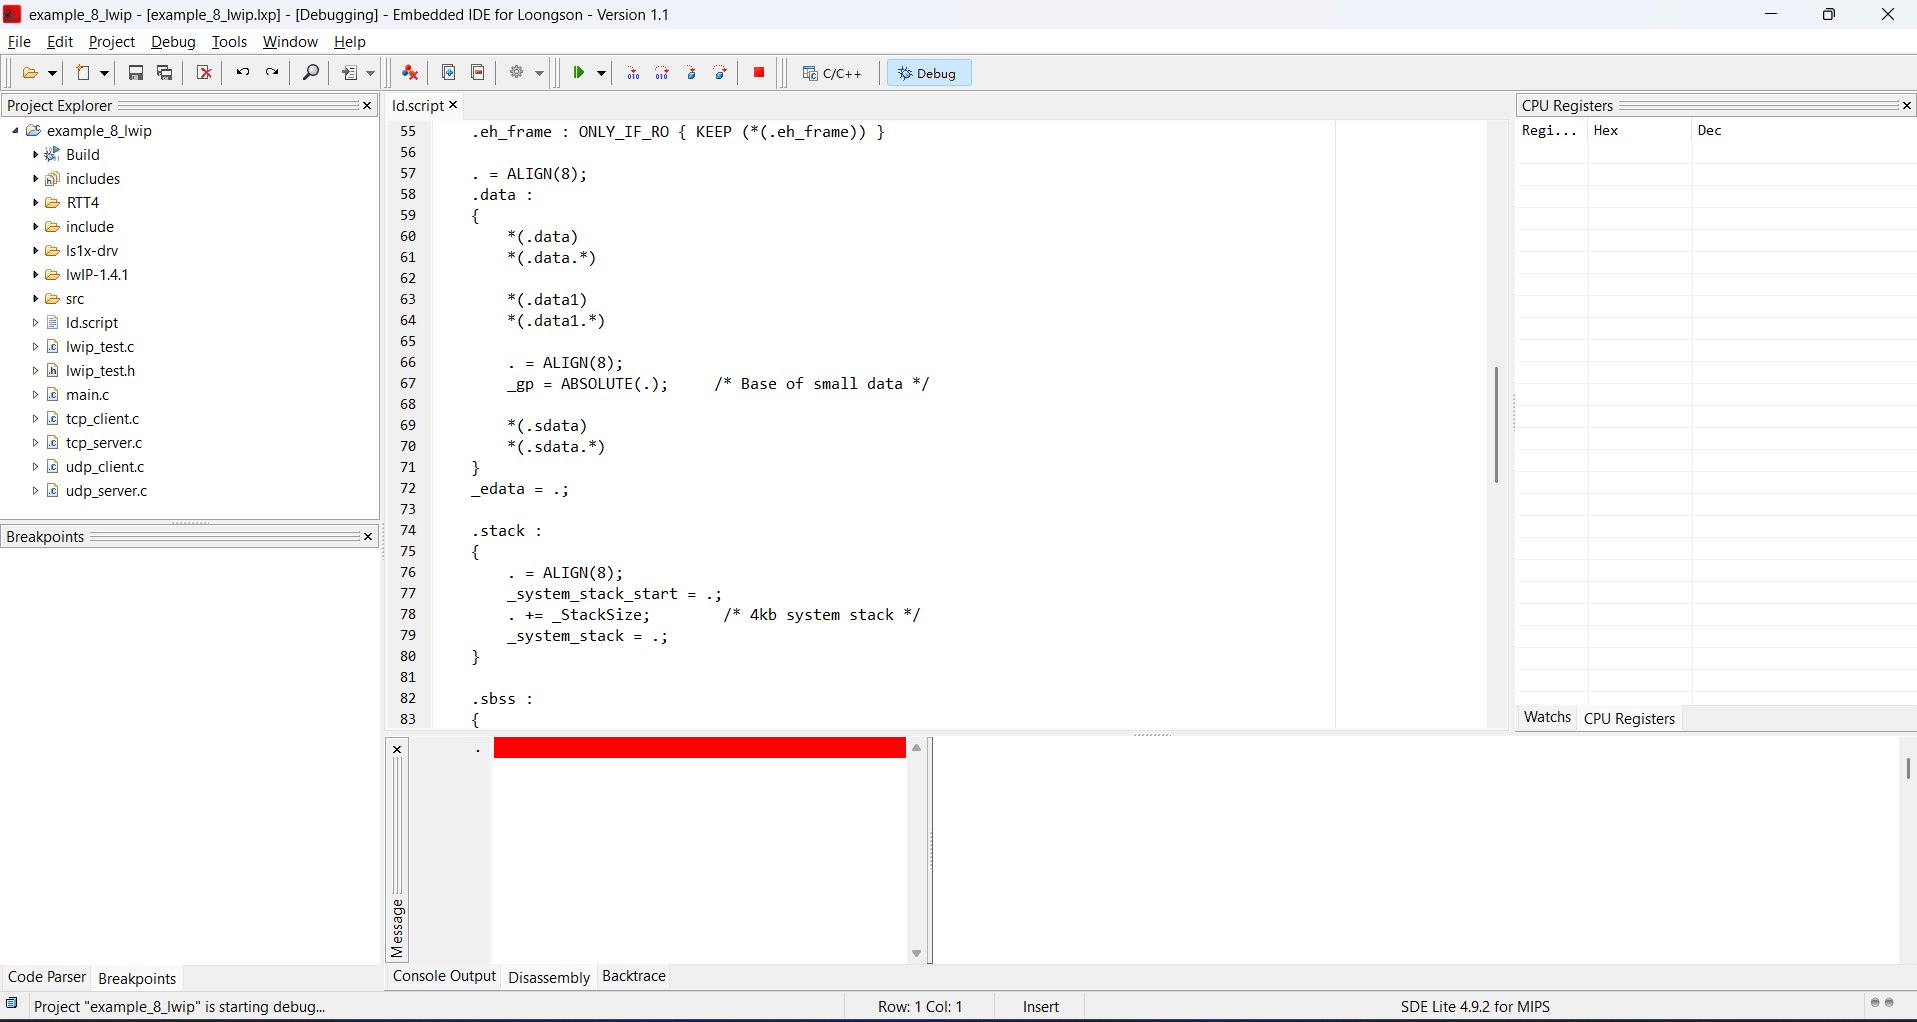 example_8_lwip - [example_8_lwip.lxp] - [Debugging] - Embedded IDE for Loongson - Version 1.1
File Edit Project Debug Tools Window Help
C/C++ Debug
Project Explorer
example_8_lwip
Build
includes
RTT4
include
ls1x-drv
lwIP-1.4.1
src
ld.script
lwip_test.c
lwip_test.h
main.c
tcp_client.c
tcp_server.c
udp_client.c
udp_server.c
Breakpoints
Code Parser Breakpoints
ld.script
55 .eh_frame : ONLY_IF_RO { KEEP (*(.eh_frame)) }
56
57 . = ALIGN(8);
58 .data :
59 {
60 *(.data)
61 *(.data.*)
62
63 *(.data1)
64 *(.data1.*)
65
66 . = ALIGN(8);
67 _gp = ABSOLUTE(.); /* Base of small data */
68
69 *(.sdata)
70 *(.sdata.*)
71 }
72 _edata = .;
73
74 .stack :
75 {
76 . = ALIGN(8);
77 _system_stack_start = .;
78 . += _StackSize; /* 4kb system stack */
79 _system_stack = .;
80 }
81
82 .sbss :
83 {
CPU Registers
Regi... Hex Dec
Watchs CPU Registers
.
Message
Console Output Disassembly Backtrace
Project "example_8_lwip" is starting debug...
Row: 1 Col: 1
Insert
SDE Lite 4.9.2 for MIPS